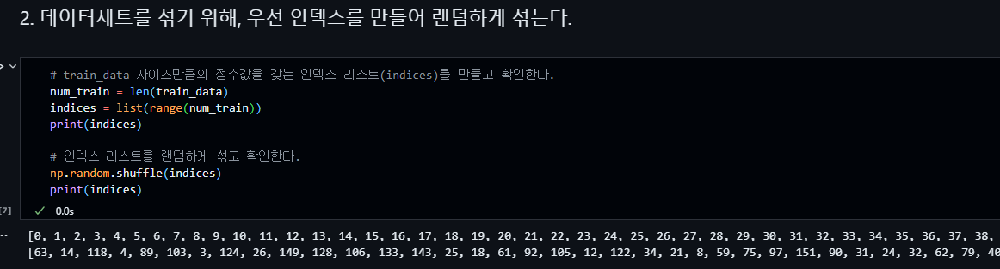 2. 데이터세트를 섞기 위해, 우선 인덱스를 만들어 랜덤하게 섞는다.
# train_data 사이즈만큼의 정수값을 갖는 인덱스 리스트(indices)를 만들고 확인한다.
num_train = len(train_data)
indices = list(range(num_train))
print(indices)
# 인덱스 리스트를 랜덤하게 섞고 확인한다.
np.random.shuffle(indices)
print(indices)
[7] 0.0s
[0, 1, 2, 3, 4, 5, 6, 7, 8, 9, 10, 11, 12, 13, 14, 15, 16, 17, 18, 19, 20, 21, 22, 23, 24, 25, 26, 27, 28, 29, 30, 31, 32, 33, 34, 35, 36, 37, 38,
[63, 14, 118, 4, 89, 103, 3, 124, 26, 149, 128, 106, 133, 143, 25, 18, 61, 92, 105, 12, 122, 34, 21, 8, 59, 75, 97, 151, 90, 31, 24, 32, 62, 79, 40